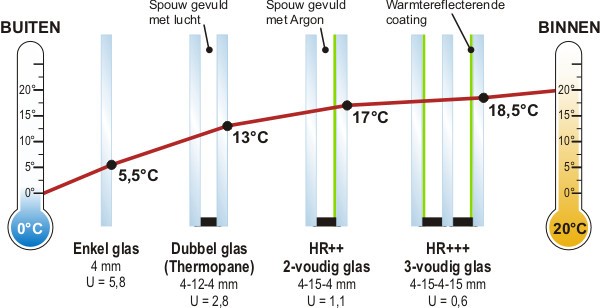 BUITEN
Spouw gevuld
met lucht
Spouw gevuld
met Argon
Warmtereflecterende
coating
BINNEN
20°
15°
10°
5°
0°
0°C
5,5°C
13°C
17°C
18,5°C
20°
15°
10°
5°
0°
20°C
Enkel glas
4 mm
U = 5,8
Dubbel glas
(Thermopane)
4-12-4 mm
U = 2,8
HR++
2-voudig glas
4-15-4 mm
U = 1,1
HR+++
3-voudig glas
4-15-4-15 mm
U = 0,6